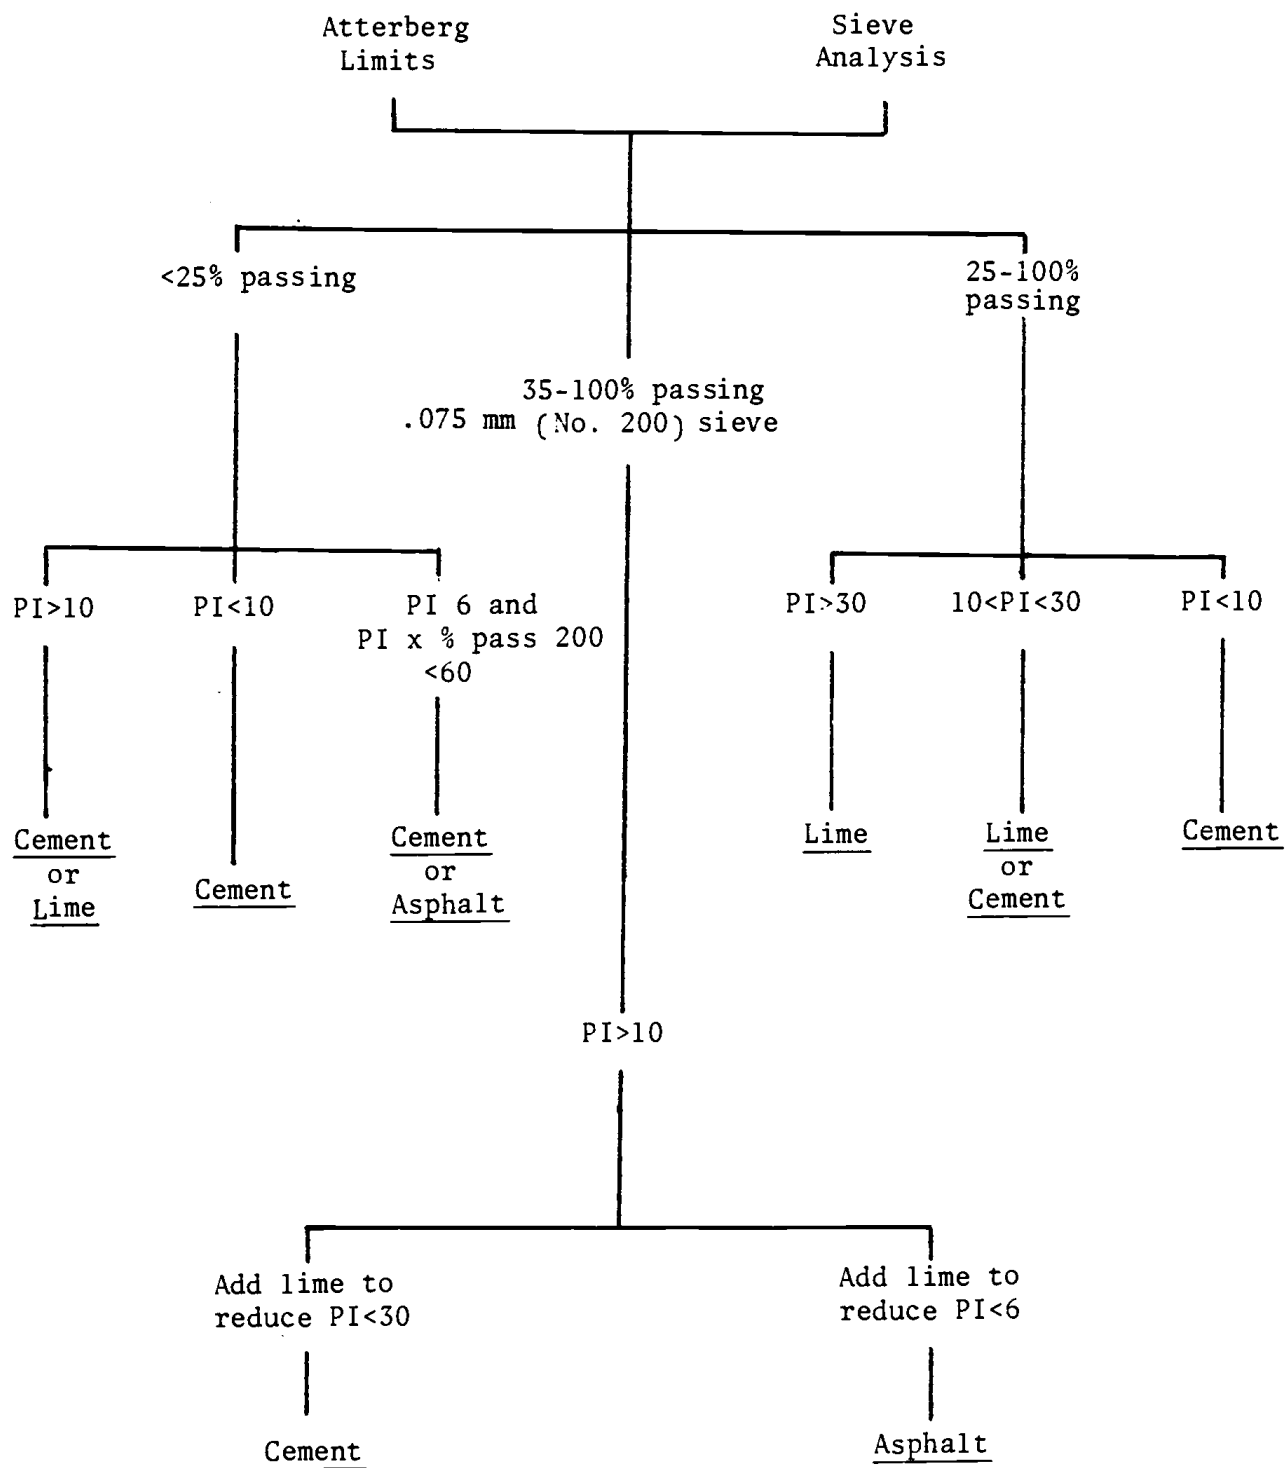 Atterberg
Limits
Sieve
Analysis
<25% passing
25-100%
passing
35-100% passing
.075 mm (No. 200) sieve
PI>10
PI<10
PI 6 and
PI x % pass 200
<60
PI>30
10<PI<30
PI<10
Cement
or
Lime
Cement
Cement
or
Asphalt
Lime
Lime
or
Cement
Cement
PI>10
Add lime to
reduce PI<30
Add lime to
reduce PI<6
Cement
Asphalt